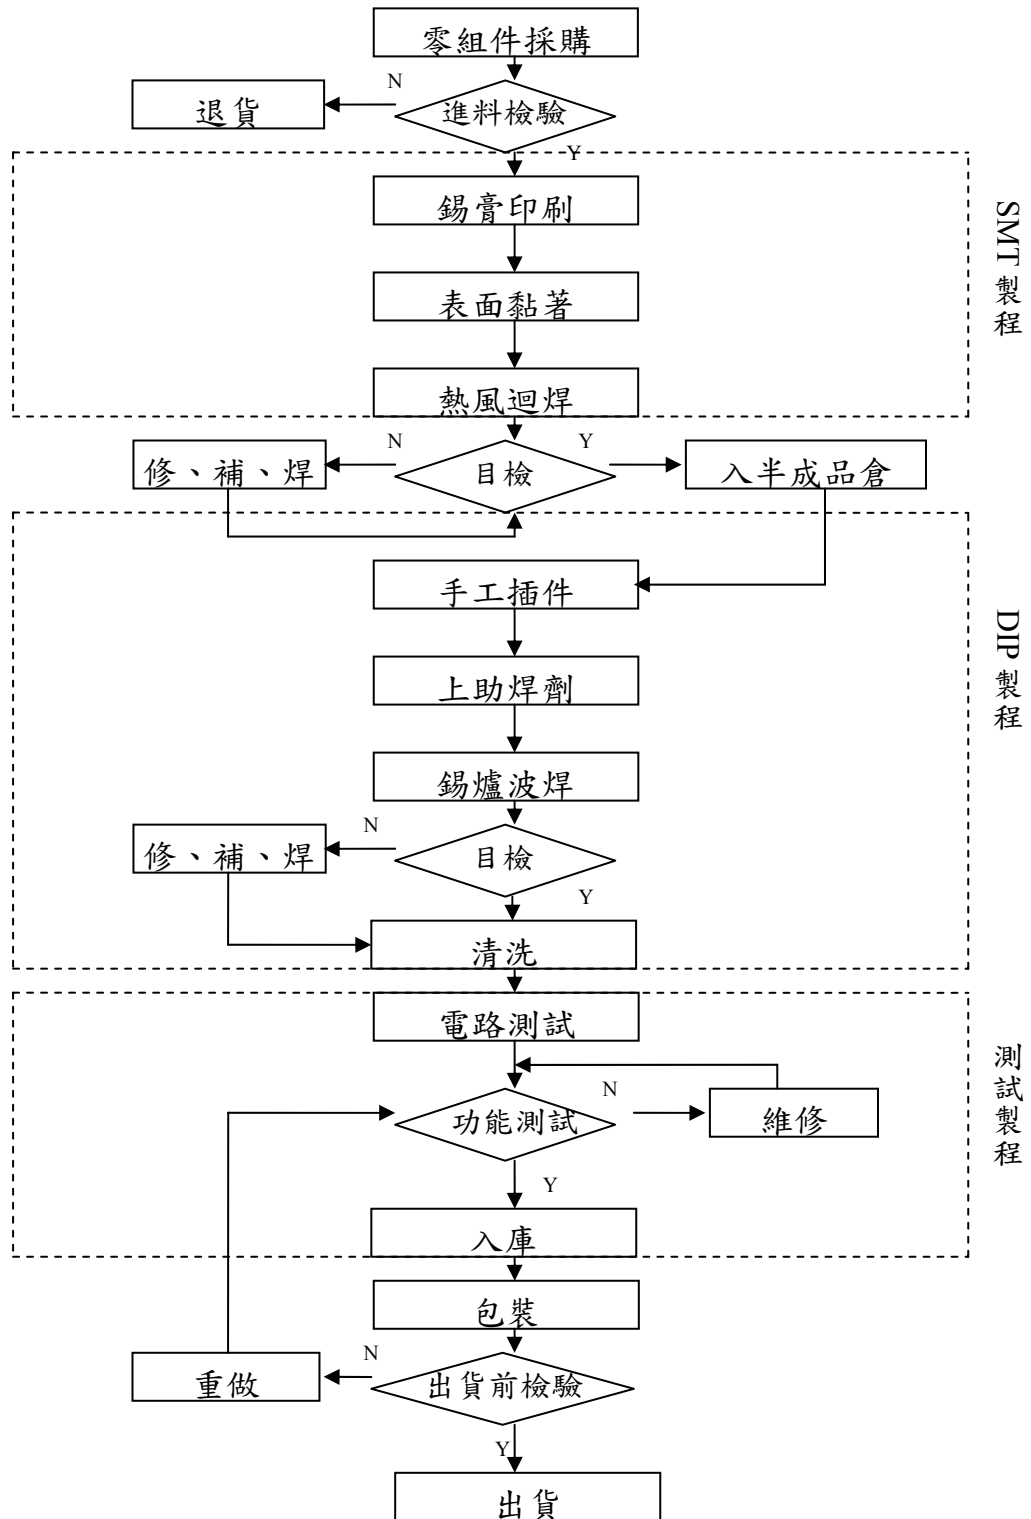 零組件採購
N
退貨
進料檢驗
Y
錫膏印刷
表面黏著
熱風迴焊
SMT 製程
N
Y
修、補、焊
目檢
入半成品倉
手工插件
上助焊劑
錫爐波焊
DIP 製程
N
修、補、焊
目檢
Y
清洗
電路測試
N
功能測試
維修
Y
入庫
測試製程
包裝
N
重做
出貨前檢驗
Y
出貨